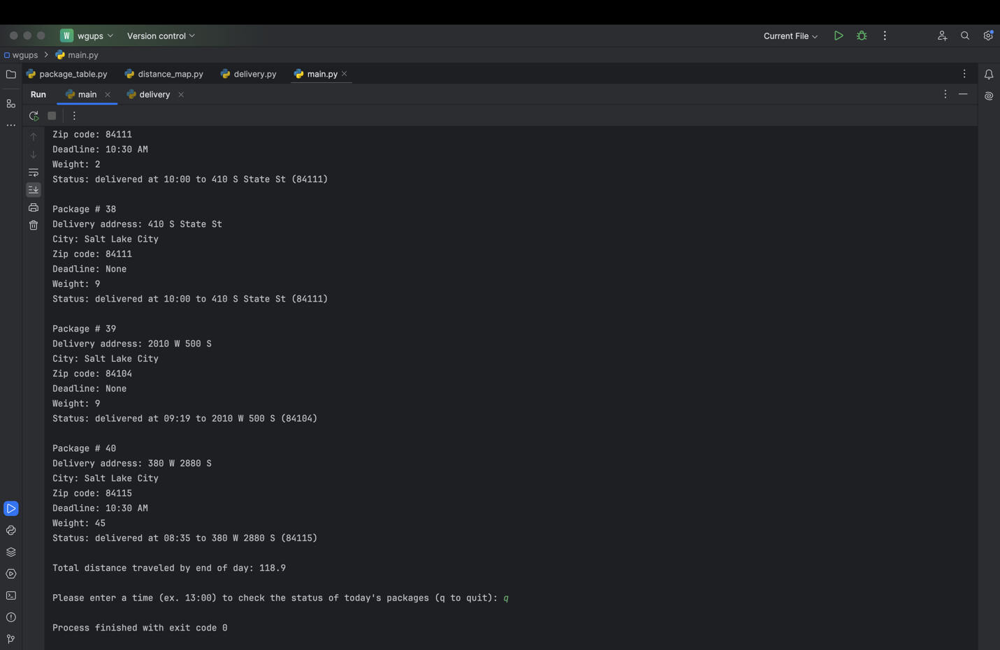 W wgups Version control Current File
wgups > main.py
package_table.py distance_map.py delivery.py main.py
Run main delivery
Zip code: 84111
Deadline: 10:30 AM
Weight: 2
Status: delivered at 10:00 to 410 S State St (84111)
Package # 38
Delivery address: 410 S State St
City: Salt Lake City
Zip code: 84111
Deadline: None
Weight: 9
Status: delivered at 10:00 to 410 S State St (84111)
Package # 39
Delivery address: 2010 W 500 S
City: Salt Lake City
Zip code: 84104
Deadline: None
Weight: 9
Status: delivered at 09:19 to 2010 W 500 S (84104)
Package # 40
Delivery address: 380 W 2880 S
City: Salt Lake City
Zip code: 84115
Deadline: 10:30 AM
Weight: 45
Status: delivered at 08:35 to 380 W 2880 S (84115)
Total distance traveled by end of day: 118.9
Please enter a time (ex. 13:00) to check the status of today's packages (q to quit): q
Process finished with exit code 0